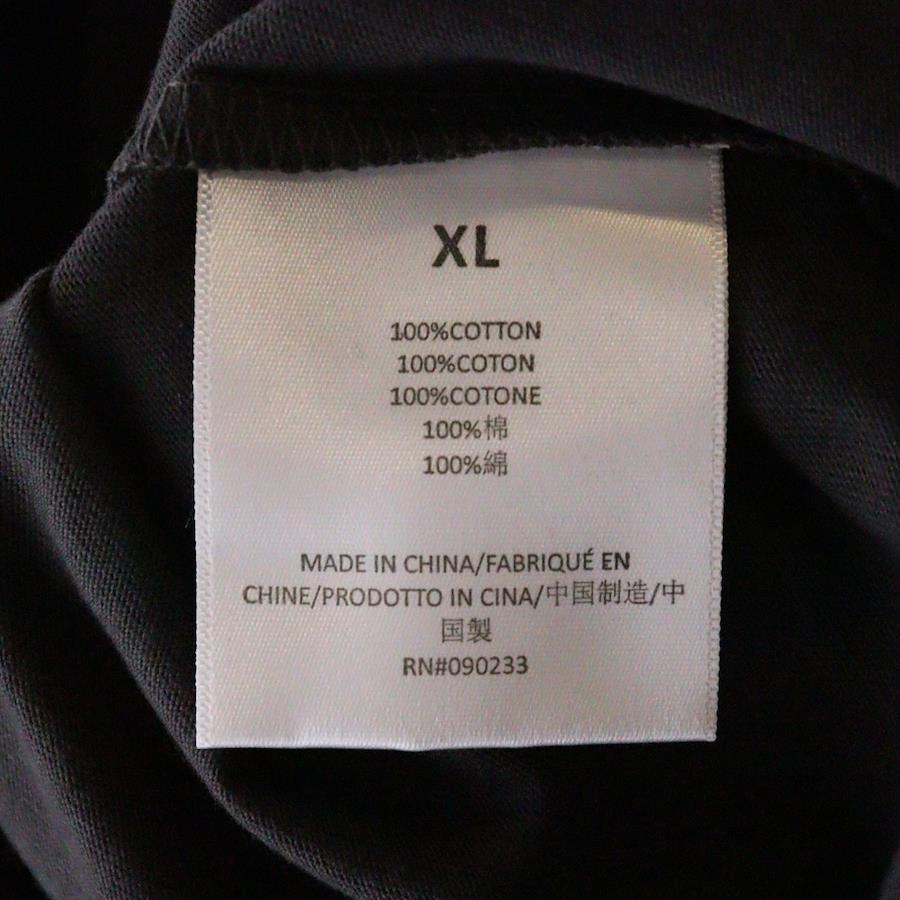 XL
100%COTTON
100%COTON
100%COTONE
100%棉
100%綿
MADE IN CHINA/FABRIQUÉ EN
CHINE/PRODOTTO IN CINA/中国制造/中
国製
RN#090233